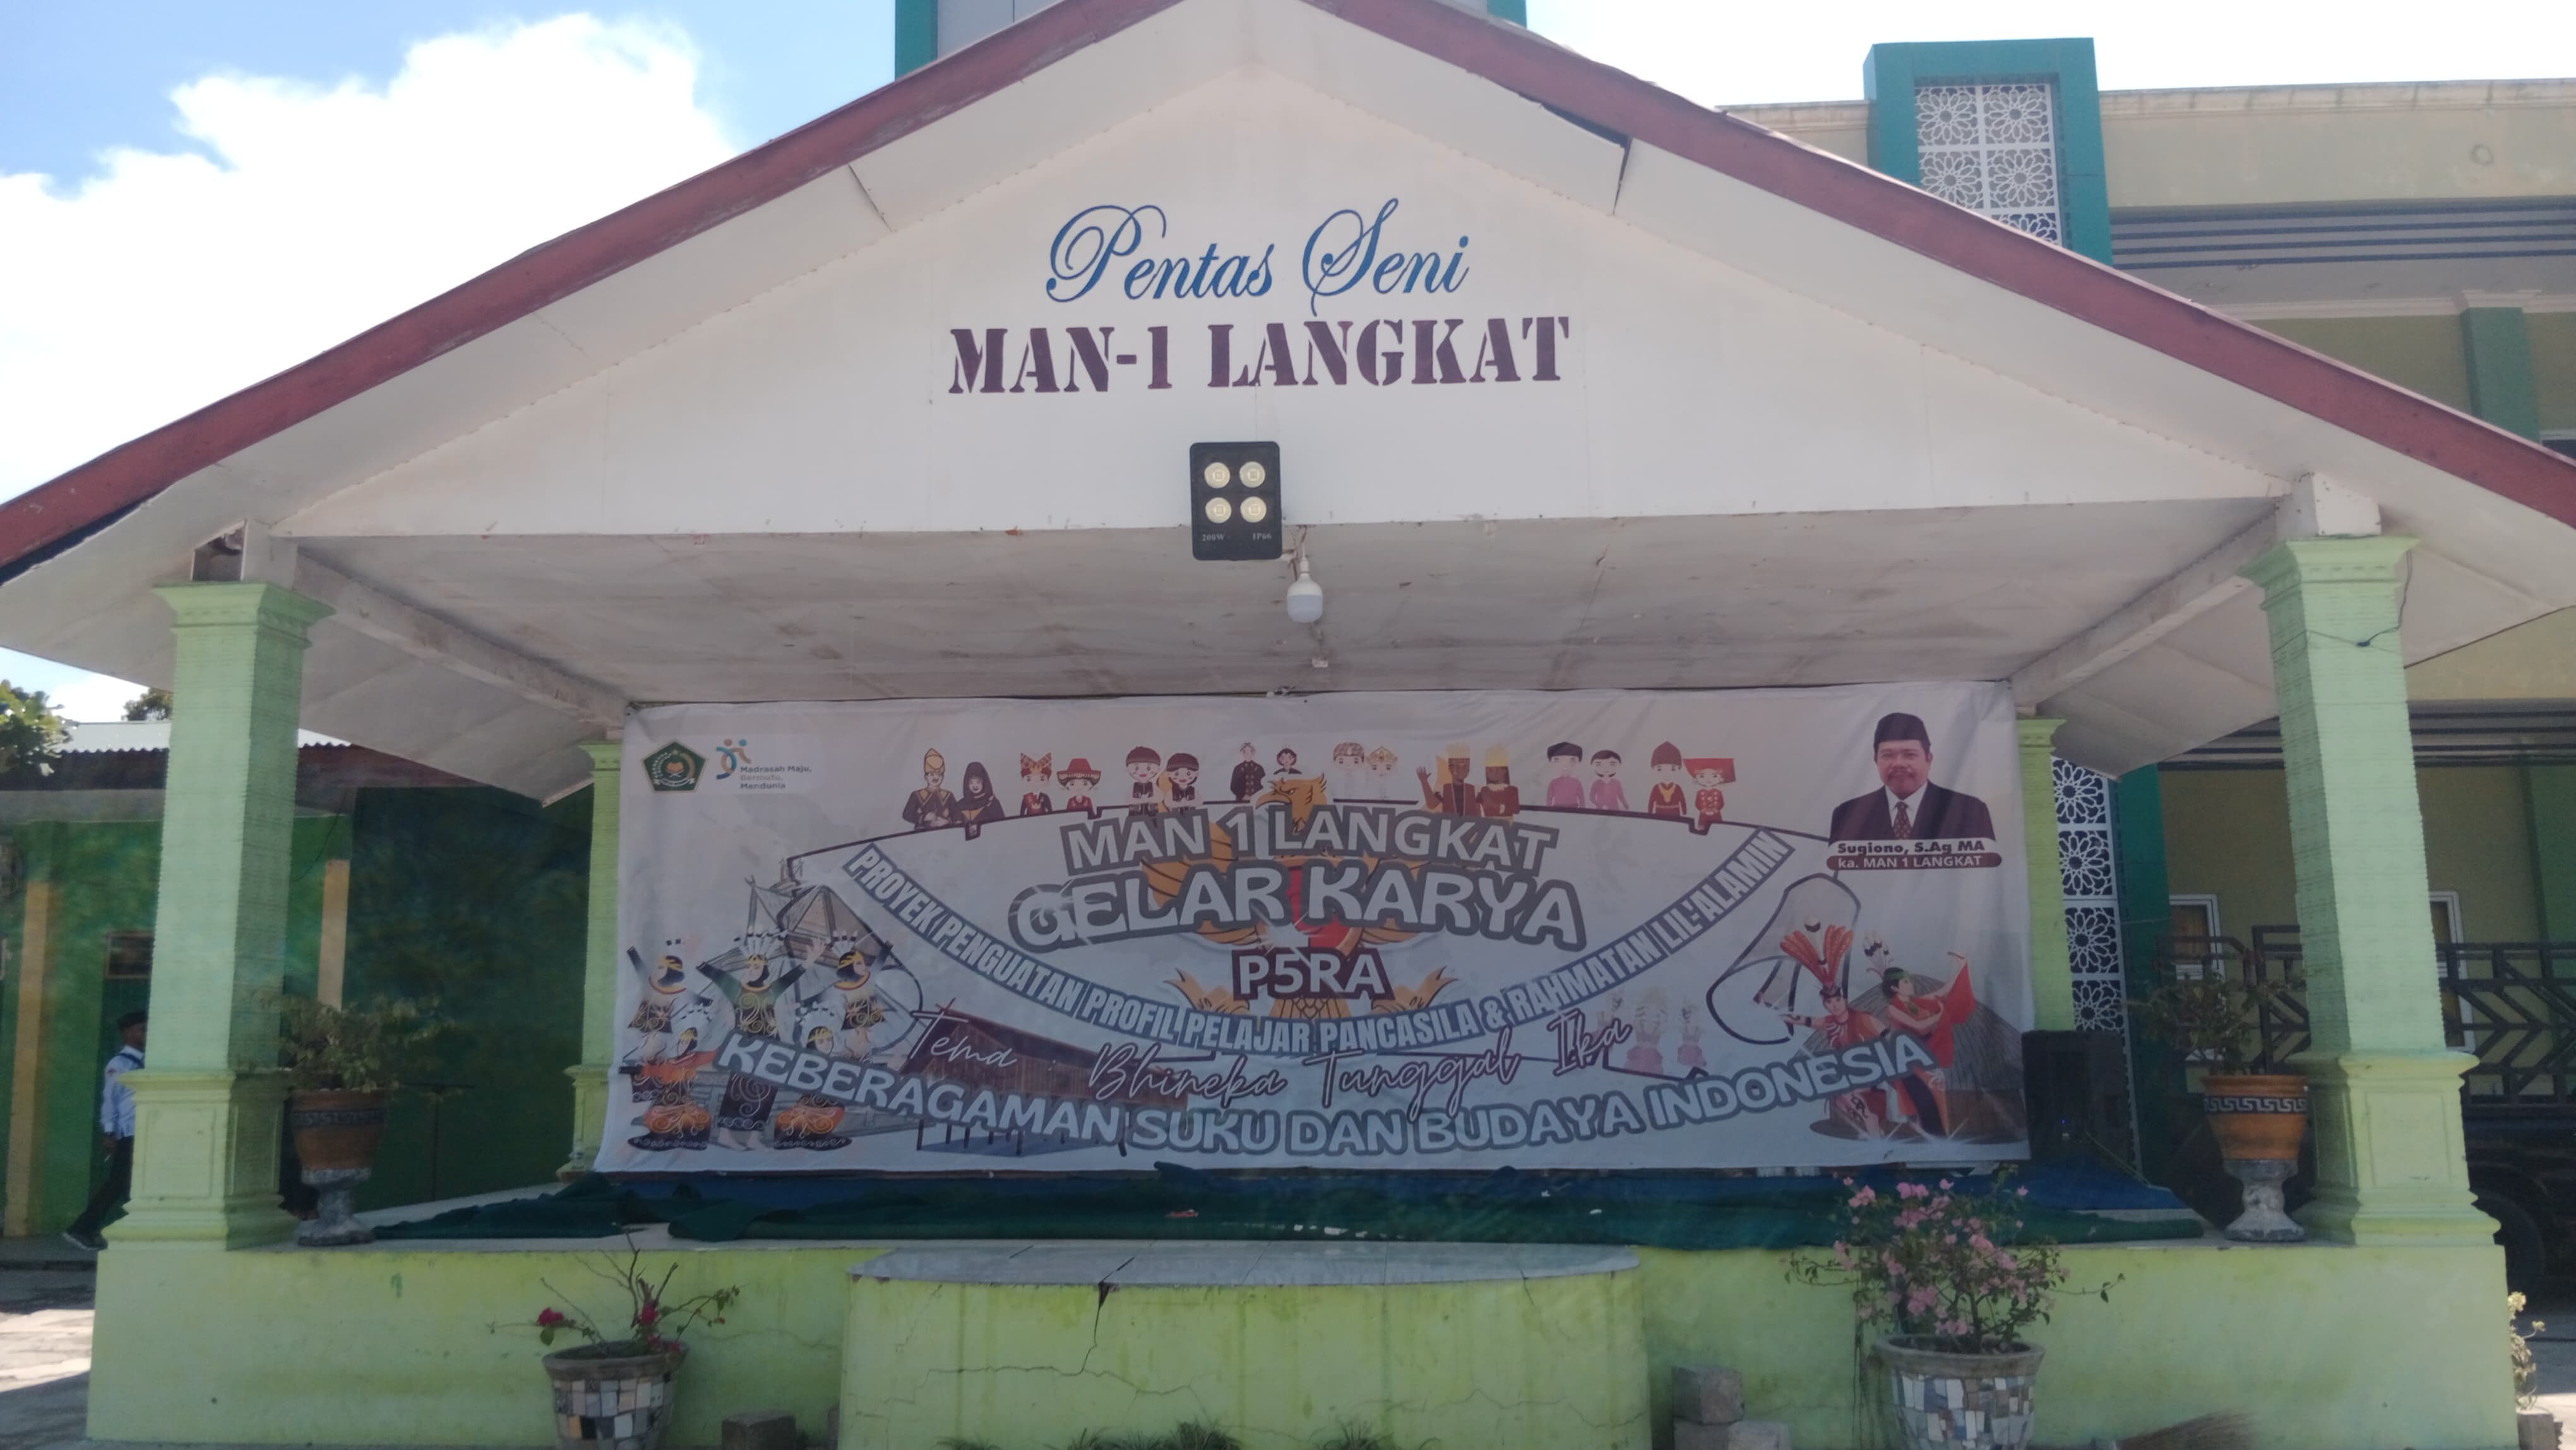 Pentas Seni
MAN-1 LANGKAT
200W IP66
Madrasah Maju,
Bermutu,
Mendunia
Sugiono, S.Ag MA
ka. MAN 1 LANGKAT
MAN 1 LANGKAT
GELAR KARYA
P5RA
PROYEK PENGUATAN PROFIL PELAJAR PANCASILA & RAHMATAN LIL'ALAMIN
Tema : Bhineka Tunggal Ika
KEBERAGAMAN SUKU DAN BUDAYA INDONESIA